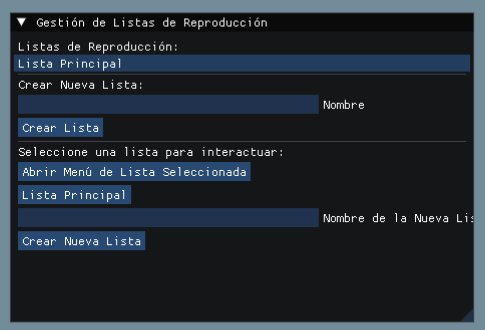 Gestión de Listas de Reproducción
Listas de Reproducción:
Lista Principal
Crear Nueva Lista:
Nombre
Crear Lista
Seleccione una lista para interactuar:
Abrir Menú de Lista Seleccionada
Lista Principal
Nombre de la Nueva Lis
Crear Nueva Lista